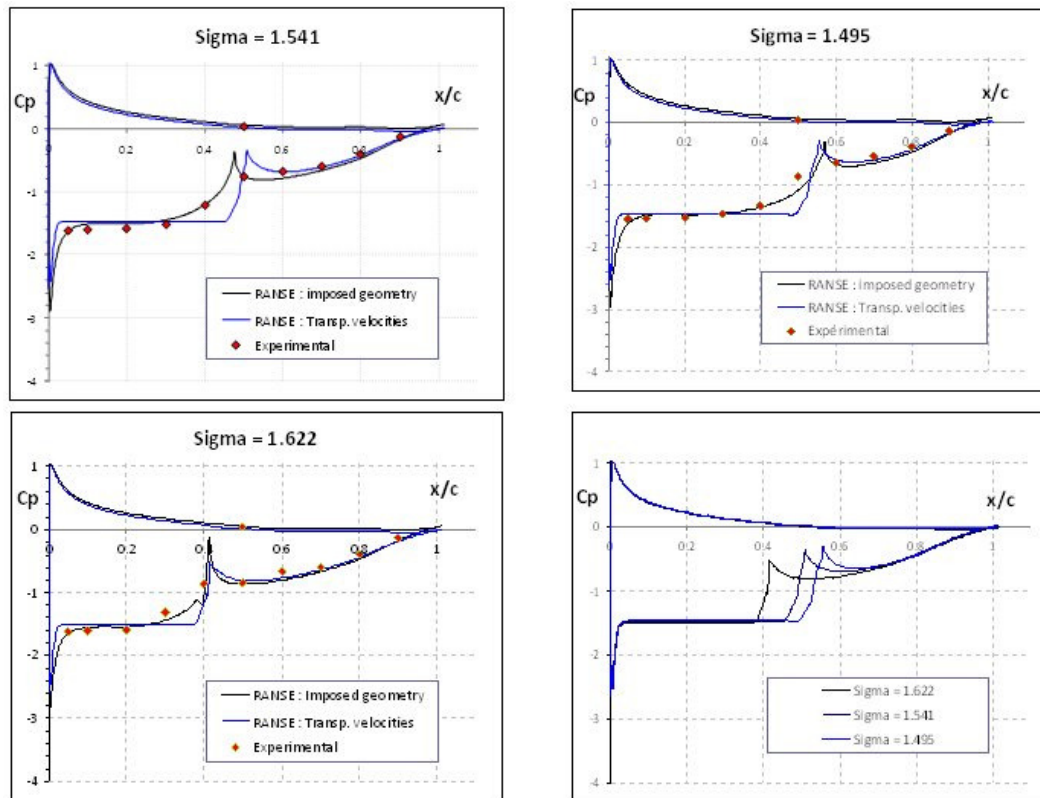 Sigma = 1.541
1
Cp
x/c
0
0
0.2
0.4
0.6
0.8
1
-1
-2
-3
-4
RANSE : imposed geometry
RANSE : Transp. velocities
Experimental
Sigma = 1.495
1
Cp
x/c
0
0
0.2
0.4
0.6
0.8
1
-1
-2
-3
-4
RANSE : Imposed geometry
RANSE : Transp. velocities
Expérimental
Sigma = 1.622
1
Cp
x/c
0
0
0.2
0.4
0.6
0.8
1
-1
-2
-3
-4
RANSE : Imposed geometry
RANSE : Transp. velocities
Experimental
1
Cp
x/c
0
0
0.2
0.4
0.6
0.8
1
-1
-2
-3
-4
Sigma = 1.622
Sigma = 1.541
Sigma = 1.495